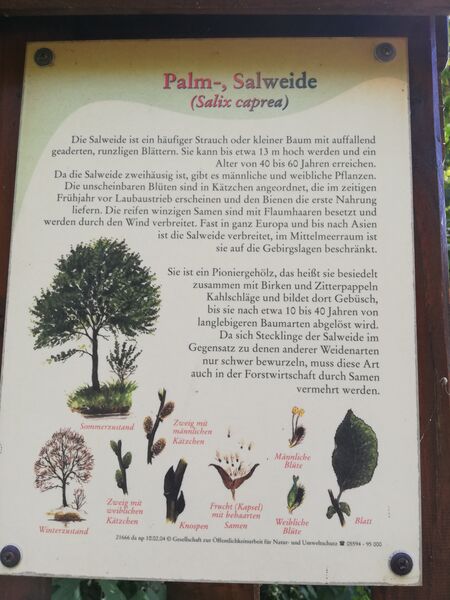 Palm-, Salweide
(Salix caprea)
Die Salweide ist ein häufiger Strauch oder kleiner Baum mit auffallend
geaderten, runzligen Blättern. Sie kann bis etwa 13 m hoch werden und ein
Alter von 40 bis 60 Jahren erreichen.
Da die Salweide zweihäusig ist, gibt es männliche und weibliche Pflanzen.
Die unscheinbaren Blüten sind in Kätzchen angeordnet, die im zeitigen
Frühjahr vor Laubaustrieb erscheinen und den Bienen die erste Nahrung
liefern. Die reifen winzigen Samen sind mit Flaumhaaren besetzt und
werden durch den Wind verbreitet. Fast in ganz Europa und bis nach Asien
ist die Salweide verbreitet, im Mittelmeerraum ist
sie auf die Gebirgslagen beschränkt.
Sie ist ein Pioniergehölz, das heißt sie besiedelt
zusammen mit Birken und Zitterpappeln
Kahlschläge und bildet dort Gebüsch,
bis sie nach etwa 10 bis 40 Jahren von
langlebigeren Baumarten abgelöst wird.
Da sich Stecklinge der Salweide im
Gegensatz zu denen anderer Weidenarten
nur schwer bewurzeln, muss diese Art
auch in der Forstwirtschaft durch Samen
vermehrt werden.
Sommerzustand
Zweig mit
männlichen
Kätzchen
Männliche
Blüte
Winterzustand
Zweig mit
weiblichen
Kätzchen
Knospen
Frucht (Kapsel)
mit behaarten
Samen
Weibliche
Blüte
Blatt
21666 da np 10.02.04 © Gesellschaft zur Öffentlichkeitsarbeit für Natur- und Umweltschutz ☎ 08594 - 95 000